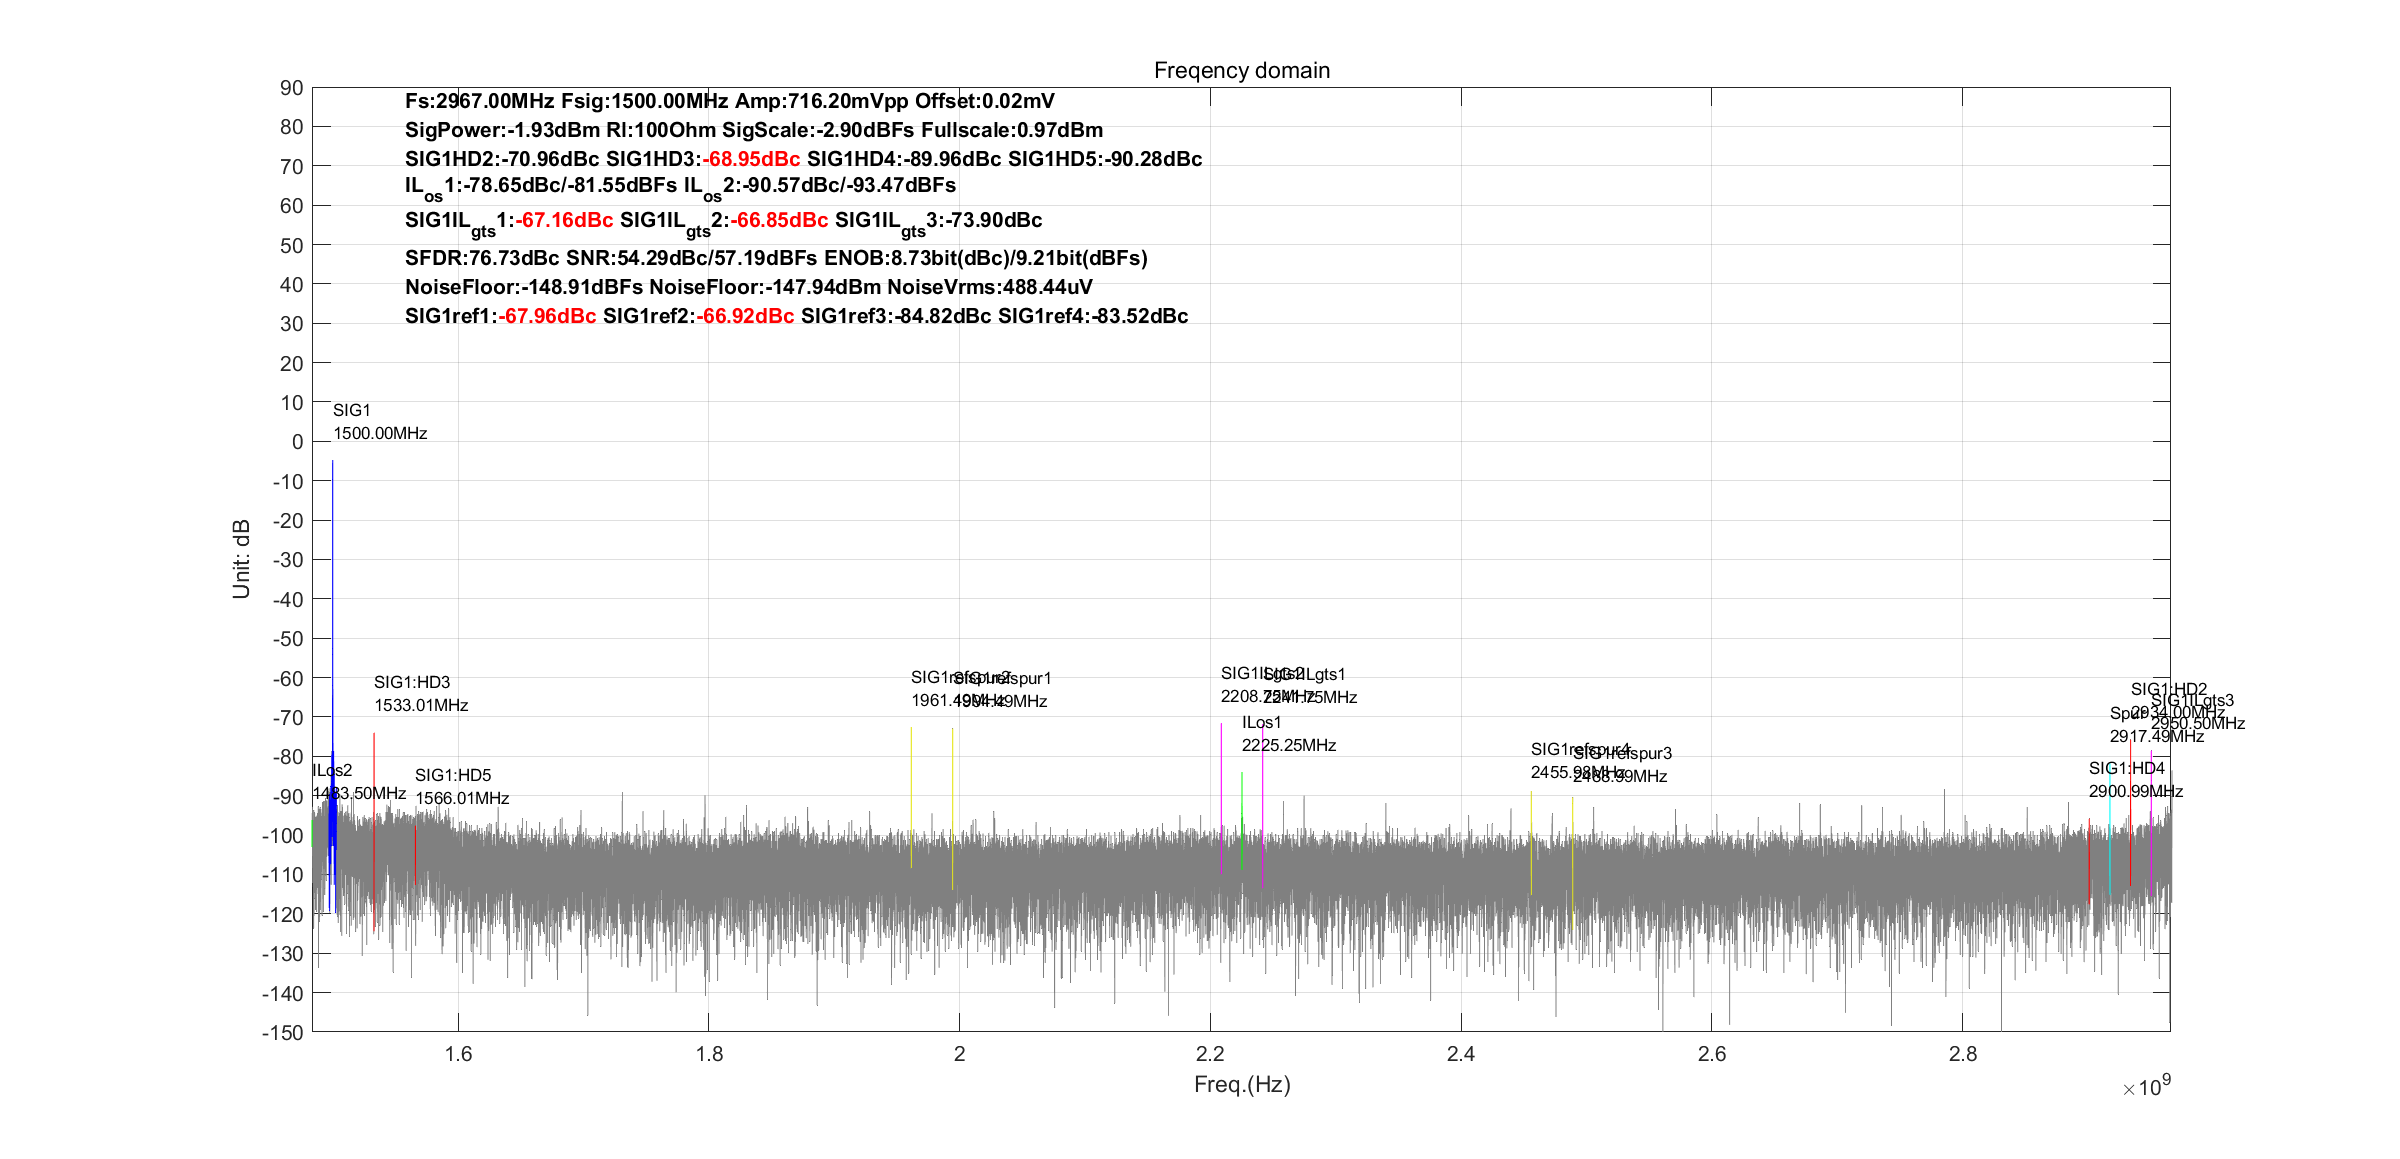 Freqency domain
Fs:2967.00MHz Fsig:1500.00MHz Amp:716.20mVpp Offset:0.02mV
SigPower:-1.93dBm Rl:100Ohm SigScale:-2.90dBFs Fullscale:0.97dBm
SIG1HD2:-70.96dBc SIG1HD3:-68.95dBc SIG1HD4:-89.96dBc SIG1HD5:-90.28dBc
ILos1:-78.65dBc/-81.55dBFs ILos2:-90.57dBc/-93.47dBFs
SIG1ILgts1:-67.16dBc SIG1ILgts2:-66.85dBc SIG1ILgts3:-73.90dBc
SFDR:76.73dBc SNR:54.29dBc/57.19dBFs ENOB:8.73bit(dBc)/9.21bit(dBFs)
NoiseFloor:-148.91dBFs NoiseFloor:-147.94dBm NoiseVrms:488.44uV
SIG1ref1:-67.96dBc SIG1ref2:-66.92dBc SIG1ref3:-84.82dBc SIG1ref4:-83.52dBc
90
80
70
60
50
40
30
20
10
0
-10
-20
-30
-40
-50
-60
-70
-80
-90
-100
-110
-120
-130
-140
-150
Unit: dB
SIG1
1500.00MHz
SIG1:HD3
1533.01MHz
ILos2
1483.50MHz
SIG1:HD5
1566.01MHz
SIG1refspur2
1961.49MHz
SIG1refspur1
1994.49MHz
SIG1ILgts2
2208.75MHz
SIG1ILgts1
2241.75MHz
ILos1
2225.25MHz
SIG1refspur4
2455.98MHz
SIG1refspur3
2488.99MHz
SIG1:HD2
2934.00MHz
SIG1ILgts3
2950.50MHz
Spur
2917.49MHz
SIG1:HD4
2900.99MHz
1.6
1.8
2
2.2
2.4
2.6
2.8
Freq.(Hz)
×10^9